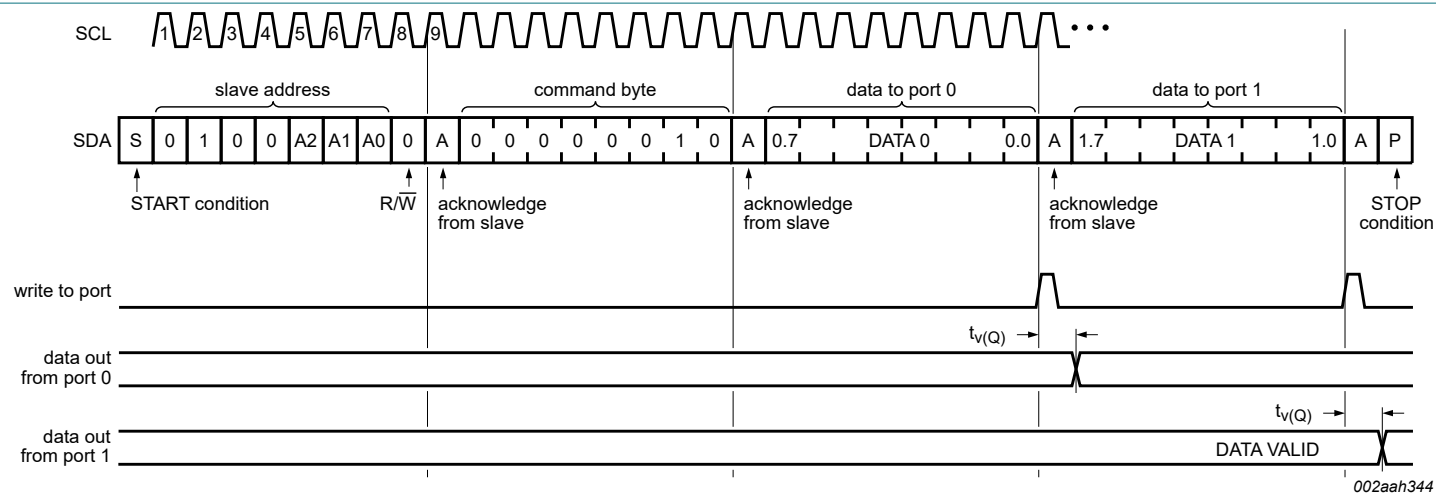 SCL 1 2 3 4 5 6 7 8 9 •••
slave address command byte data to port 0 data to port 1
SDA S 0 1 0 0 A2 A1 A0 0 A 0 0 0 0 0 0 1 0 A 0.7 DATA 0 0.0 A 1.7 DATA 1 1.0 A P
START condition R/W̅ acknowledge from slave acknowledge from slave acknowledge from slave STOP condition
write to port
tv(Q)
data out
from port 0
tv(Q)
data out
from port 1
DATA VALID
002aah344